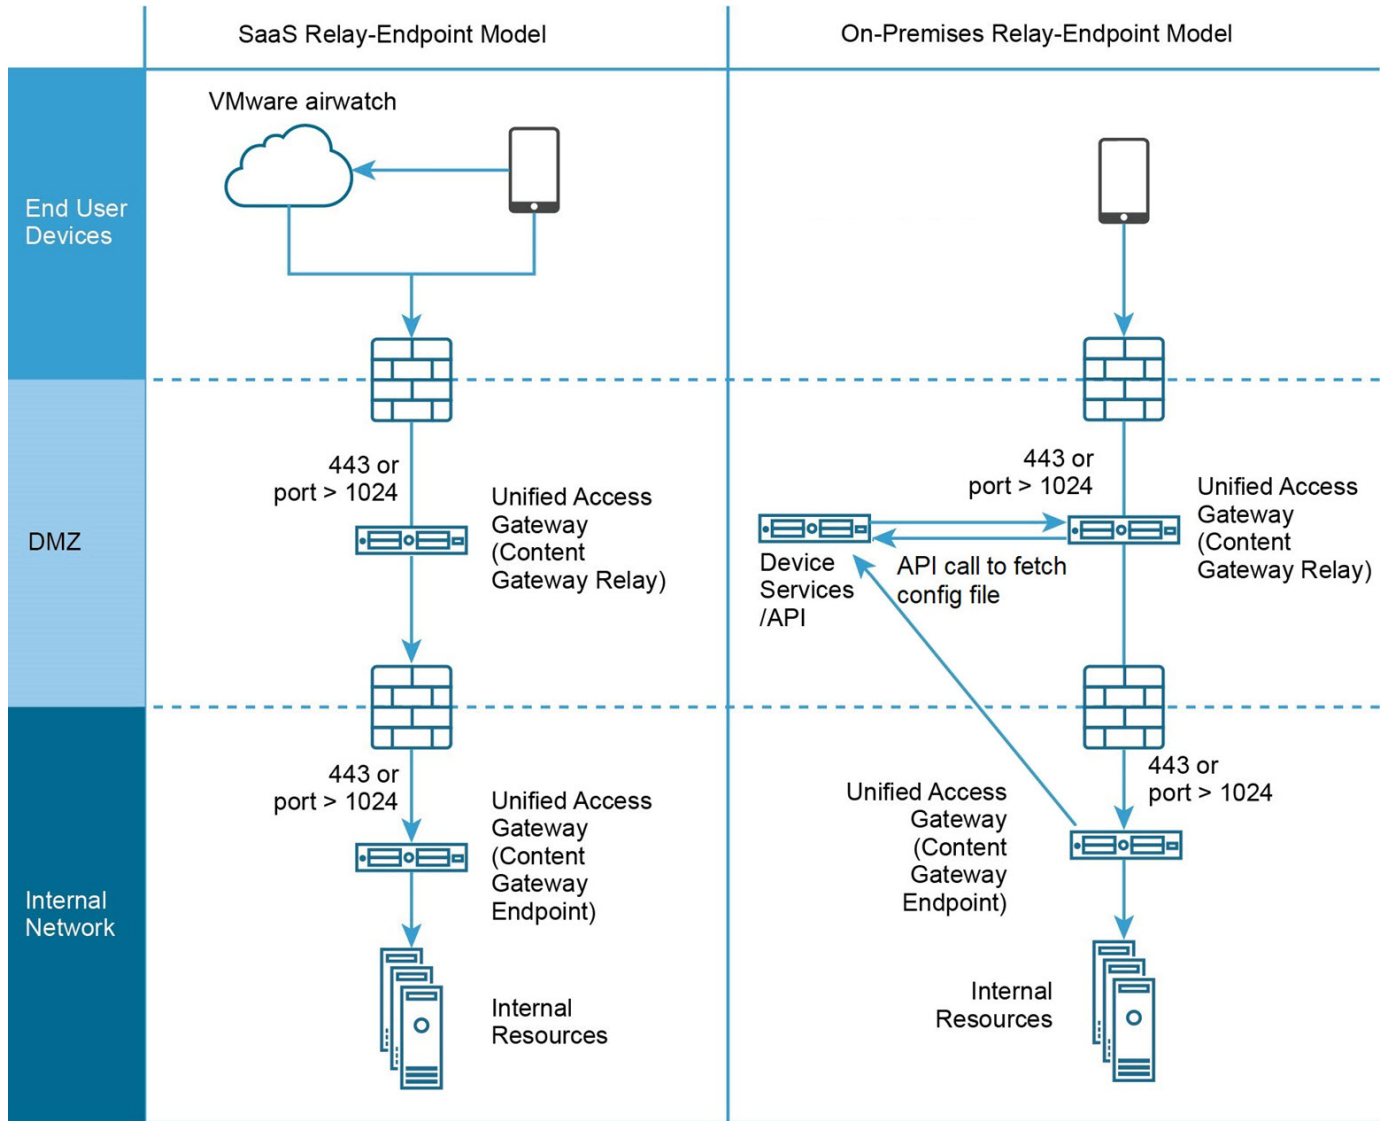 SaaS Relay-Endpoint Model
On-Premises Relay-Endpoint Model
End User
Devices
VMware airwatch
DMZ
443 or
port > 1024
Unified Access
Gateway
(Content
Gateway Relay)
443 or
port > 1024
Unified Access
Gateway
(Content
Gateway Relay)
Device
Services
/API
API call to fetch
config file
Internal
Network
443 or
port > 1024
Unified Access
Gateway
(Content
Gateway
Endpoint)
Internal
Resources
443 or
port > 1024
Unified Access
Gateway
(Content
Gateway
Endpoint)
Internal
Resources